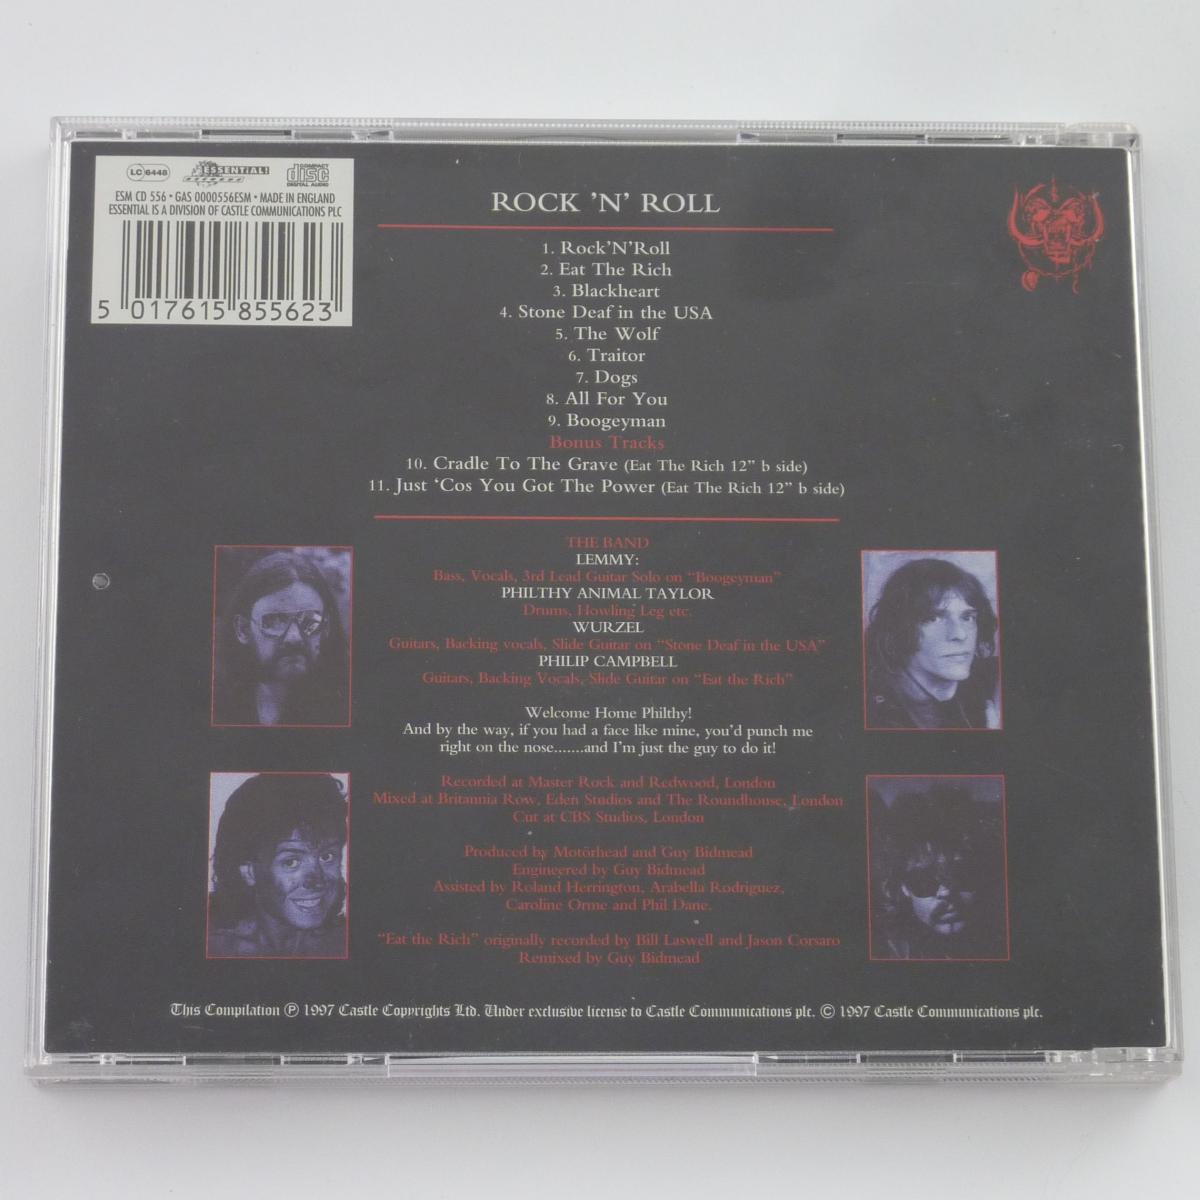 LC 6448
ESSENTIAL!
COMPACT
disc
DIGITAL AUDIO
ESM CD 556 • GAS 0000556ESM • MADE IN ENGLAND
ESSENTIAL IS A DIVISION OF CASTLE COMMUNICATIONS PLC
5 017615 855623
ROCK 'N' ROLL
1. Rock'N'Roll
2. Eat The Rich
3. Blackheart
4. Stone Deaf in the USA
5. The Wolf
6. Traitor
7. Dogs
8. All For You
9. Boogeyman
Bonus Tracks
10. Cradle To The Grave (Eat The Rich 12” b side)
11. Just ‘Cos You Got The Power (Eat The Rich 12” b side)
THE BAND
LEMMY:
Bass, Vocals, 3rd Lead Guitar Solo on “Boogeyman”
PHILTHY ANIMAL TAYLOR
Drums, Howling Leg etc.
WURZEL
Guitars, Backing vocals, Slide Guitar on “Stone Deaf in the USA”
PHILIP CAMPBELL
Guitars, Backing Vocals, Slide Guitar on “Eat the Rich”
Welcome Home Philthy!
And by the way, if you had a face like mine, you'd punch me
right on the nose.......and I'm just the guy to do it!
Recorded at Master Rock and Redwood, London
Mixed at Britannia Row, Eden Studios and The Roundhouse, London
Cut at CBS Studios, London
Produced by Motörhead and Guy Bidmead
Engineered by Guy Bidmead
Assisted by Roland Herrington, Arabella Rodriguez,
Caroline Orme and Phil Dane.
“Eat the Rich” originally recorded by Bill Laswell and Jason Corsaro
Remixed by Guy Bidmead
This Compilation ℗ 1997 Castle Copyrights Ltd. Under exclusive license to Castle Communications plc. © 1997 Castle Communications plc.